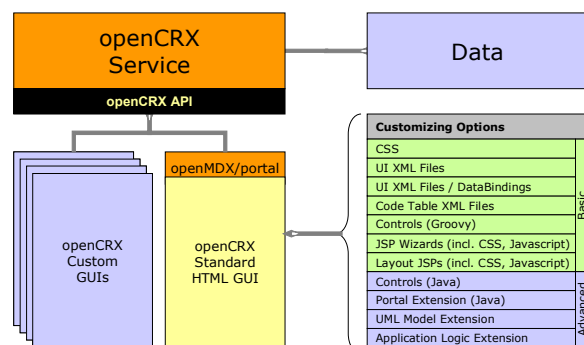 openCRX
Service
Data
openCRX API
openMDX/portal
openCRX
Custom
GUIs
openCRX
Standard
HTML GUI
Customizing Options
CSS
UI XML Files
UI XML Files / DataBindings
Code Table XML Files
Controls (Groovy)
JSP Wizards (incl. CSS, Javascript)
Layout JSPs (incl. CSS, Javascript)
Basic
Controls (Java)
Portal Extension (Java)
UML Model Extension
Application Logic Extension
Advanced